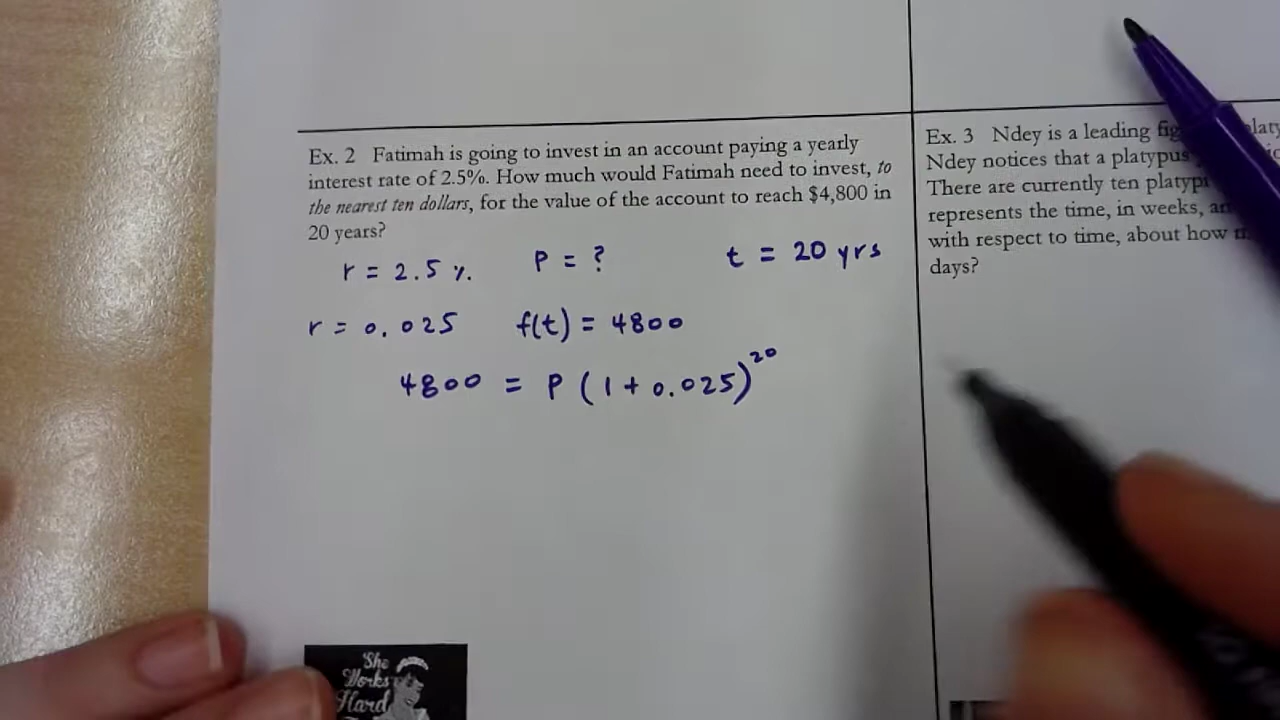 Ex. 2 Fatimah is going to invest in an account paying a yearly
interest rate of 2.5%. How much would Fatimah need to invest, to
the nearest ten dollars, for the value of the account to reach $4,800 in
20 years?
r = 2.5 %. P = ? t = 20 yrs
r = 0.025 f(t) = 4800
4800 = P (1 + 0.025)^20
She
Works
Hard
Ex. 3 Ndey is a leading
Ndey notices that a platypus
There are currently ten
represents the time, in weeks,
with respect to time, about how
days?